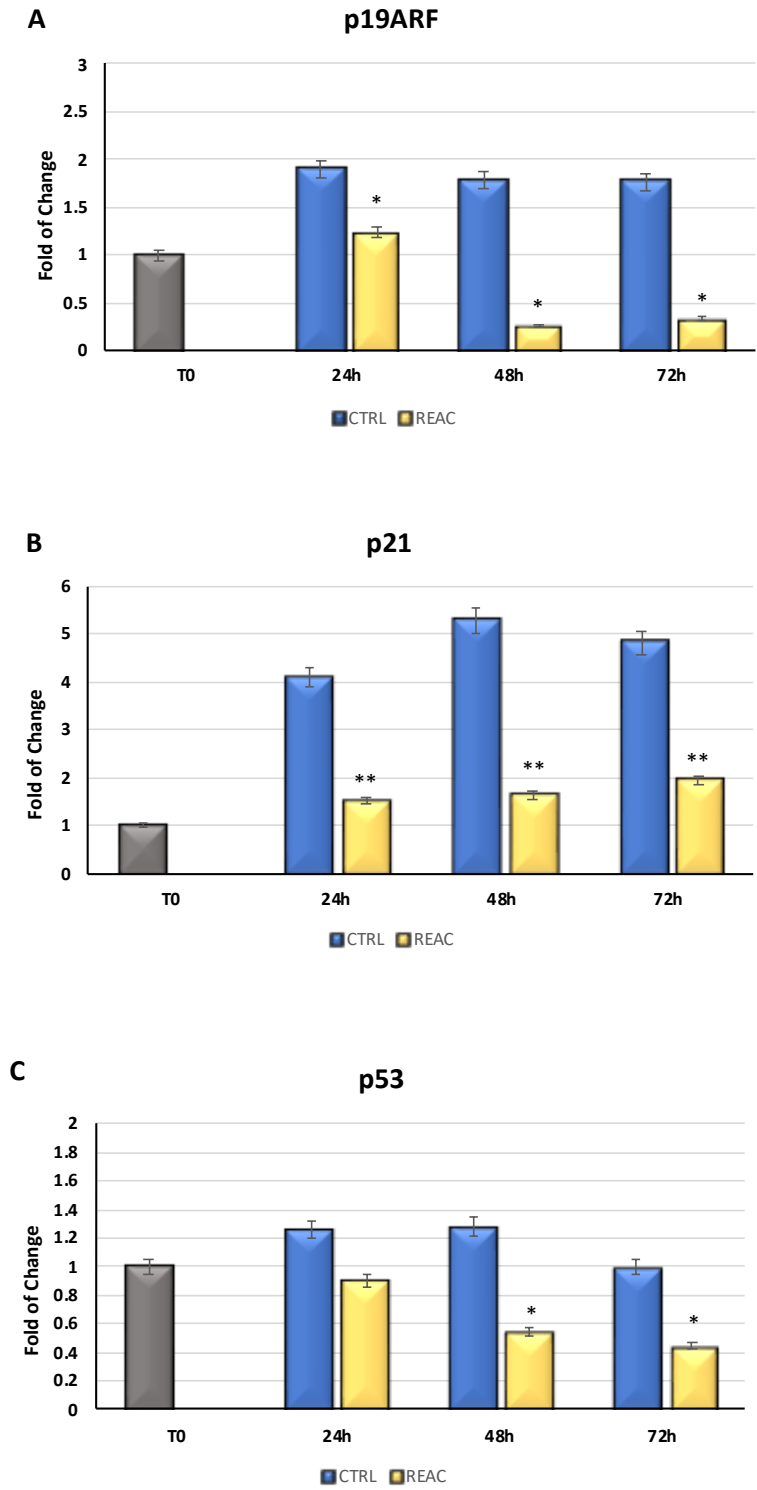 A
p19ARF
Fold of Change
3
2.5
2
1.5
1
0.5
0
*
*
*
T0 24h 48h 72h
CTRL REAC
B
p21
Fold of Change
6
5
4
3
2
1
0
**
**
**
T0 24h 48h 72h
CTRL REAC
C
p53
Fold of Change
2
1.8
1.6
1.4
1.2
1
0.8
0.6
0.4
0.2
0
*
*
T0 24h 48h 72h
CTRL REAC